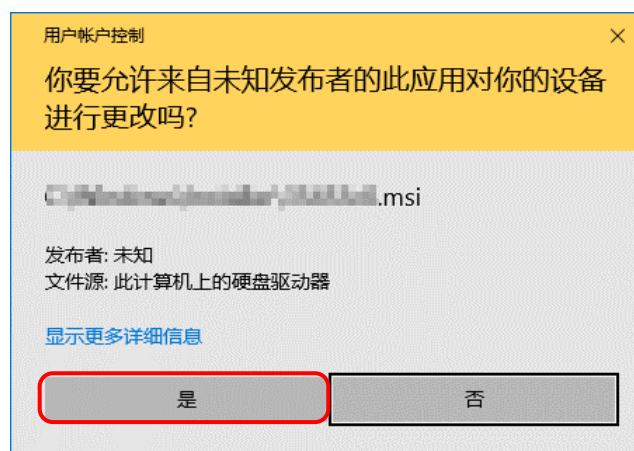 用户帐户控制
你要允许来自未知发布者的此应用对你的设备
进行更改吗?
.msi
发布者: 未知
文件源: 此计算机上的硬盘驱动器
显示更多详细信息
是
否